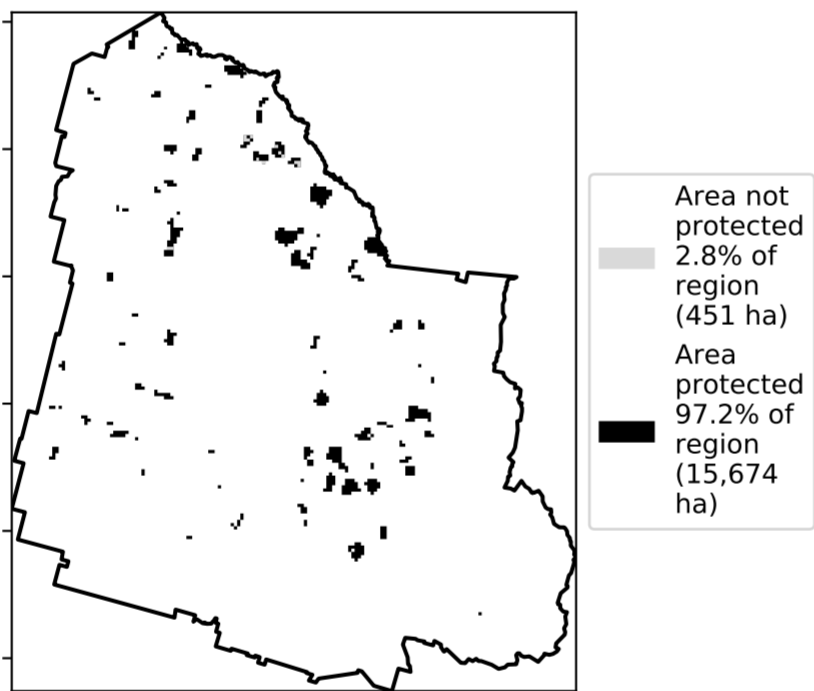 Area not
protected
2.8% of
region
(451 ha)
Area
protected
97.2% of
region
(15,674
ha)